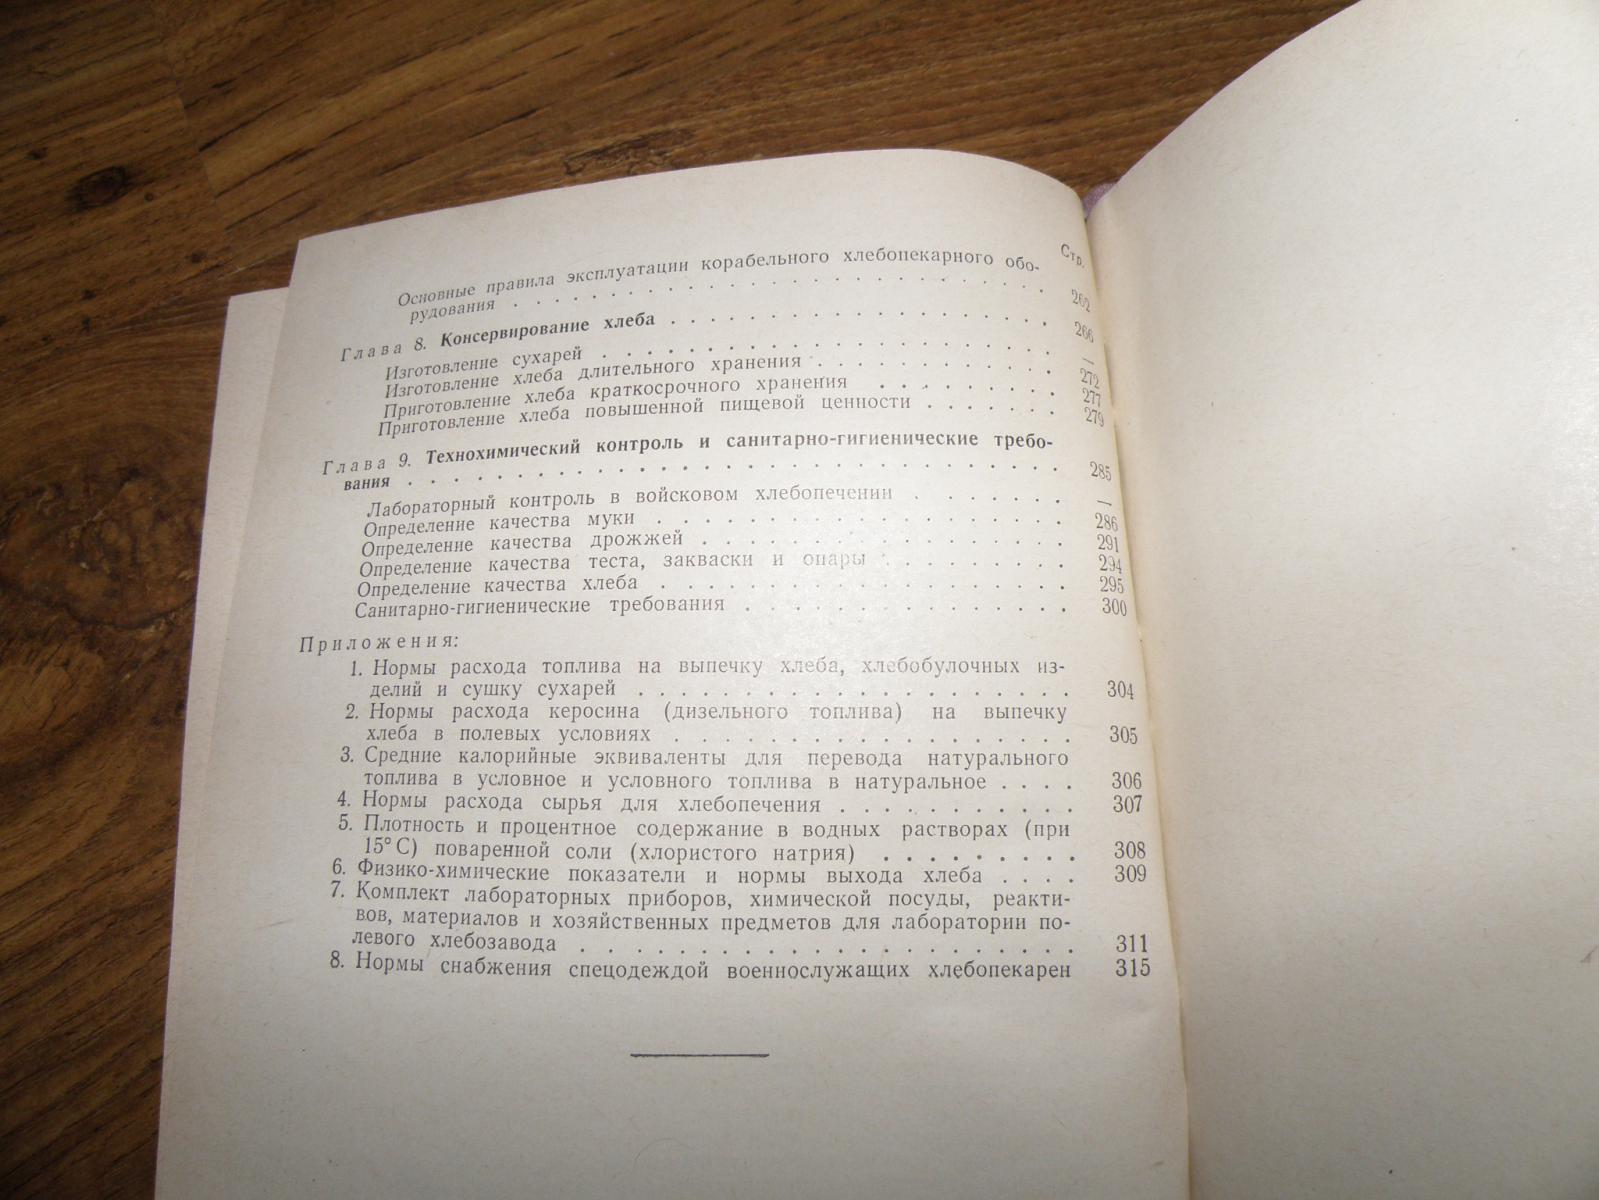 Стр.
Основные правила эксплуатации корабельного хлебопекарного обо-
рудования . . . . . . . . . . . . . . . . . . . . . . 262
Глава 8. Консервирование хлеба . . . . . . . . . . . . . . . . . 266
Изготовление сухарей . . . . . . . . . . . . . . . . . . . —
Изготовление хлеба длительного хранения . . . . . . . . . . . 272
Приготовление хлеба краткосрочного хранения . . . . . . . . 277
Приготовление хлеба повышенной пищевой ценности . . . . . . . 279
Глава 9. Технохимический контроль и санитарно-гигиенические требо-
вания . . . . . . . . . . . . . . . . . . . . . . . . . . 285
Лабораторный контроль в войсковом хлебопечении . . . . . . . —
Определение качества муки . . . . . . . . . . . . . . . . . 286
Определение качества дрожжей . . . . . . . . . . . . . . . 291
Определение качества теста, закваски и опары . . . . . . . . 294
Определение качества хлеба . . . . . . . . . . . . . . . . 295
Санитарно-гигиенические требования . . . . . . . . . . . . . 300
Приложения:
1. Нормы расхода топлива на выпечку хлеба, хлебобулочных из-
делий и сушку сухарей . . . . . . . . . . . . . . . . . 304
2. Нормы расхода керосина (дизельного топлива) на выпечку
хлеба в полевых условиях . . . . . . . . . . . . . . . 305
3. Средние калорийные эквиваленты для перевода натурального
топлива в условное и условного топлива в натуральное . . . . 306
4. Нормы расхода сырья для хлебопечения . . . . . . . . . . 307
5. Плотность и процентное содержание в водных растворах (при
15° С) поваренной соли (хлористого натрия) . . . . . . . . . 308
6. Физико-химические показатели и нормы выхода хлеба . . . . 309
7. Комплект лабораторных приборов, химической посуды, реакти-
вов, материалов и хозяйственных предметов для лаборатории по-
левого хлебозавода . . . . . . . . . . . . . . . . . . . 311
8. Нормы снабжения спецодеждой военнослужащих хлебопекарен 315